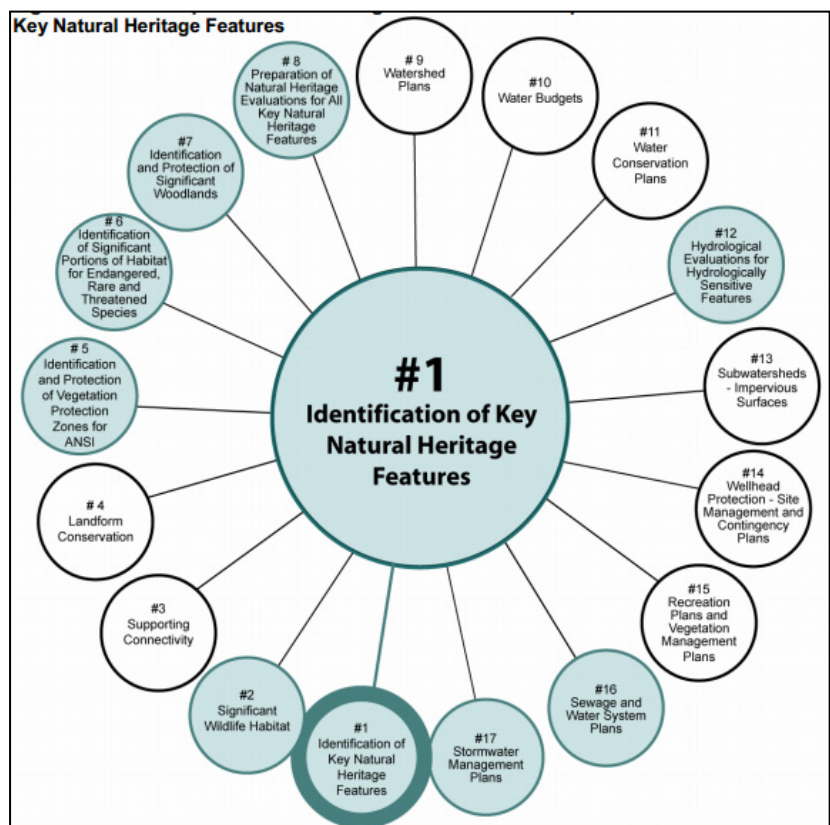 Key Natural Heritage Features
# 8
Preparation of
Natural Heritage
Evaluations for All
Key Natural
Heritage
Features
# 9
Watershed
Plans
#10
Water Budgets
#11
Water
Conservation
Plans
#7
Identification
and Protection of
Significant
Woodlands
#12
Hydrological
Evaluations for
Hydrologically
Sensitive
Features
# 6
Identification
of Significant
Portions of Habitat
for Endangered,
Rare and
Threatened
Species
# 5
Identification
and Protection
of Vegetation
Protection
Zones for
ANSI
#1
Identification of Key
Natural Heritage
Features
#13
Subwatersheds
- Impervious
Surfaces
# 4
Landform
Conservation
#14
Wellhead
Protection - Site
Management and
Contingency
Plans
#3
Supporting
Connectivity
#15
Recreation
Plans and
Vegetation
Management
Plans
#2
Significant
Wildlife Habitat
#1
Identification of
Key Natural
Heritage
Features
#17
Stormwater
Management
Plans
#16
Sewage and
Water System
Plans